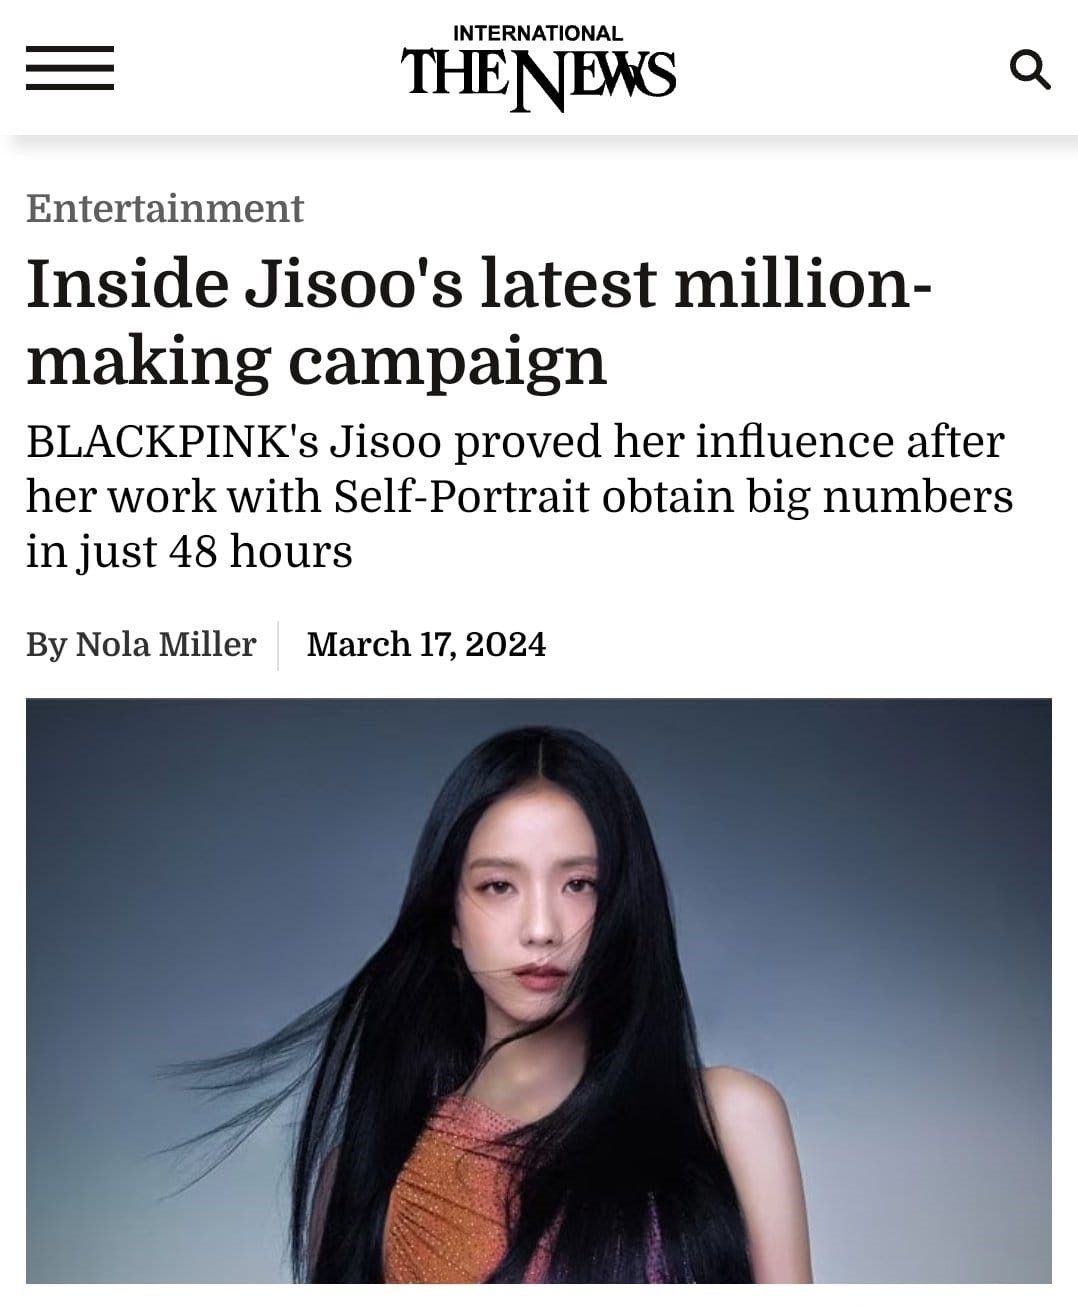 INTERNATIONAL
THE NEWS
Entertainment
Inside Jisoo's latest million-
making campaign
BLACKPINK's Jisoo proved her influence after
her work with Self-Portrait obtain big numbers
in just 48 hours
By Nola Miller
March 17, 2024